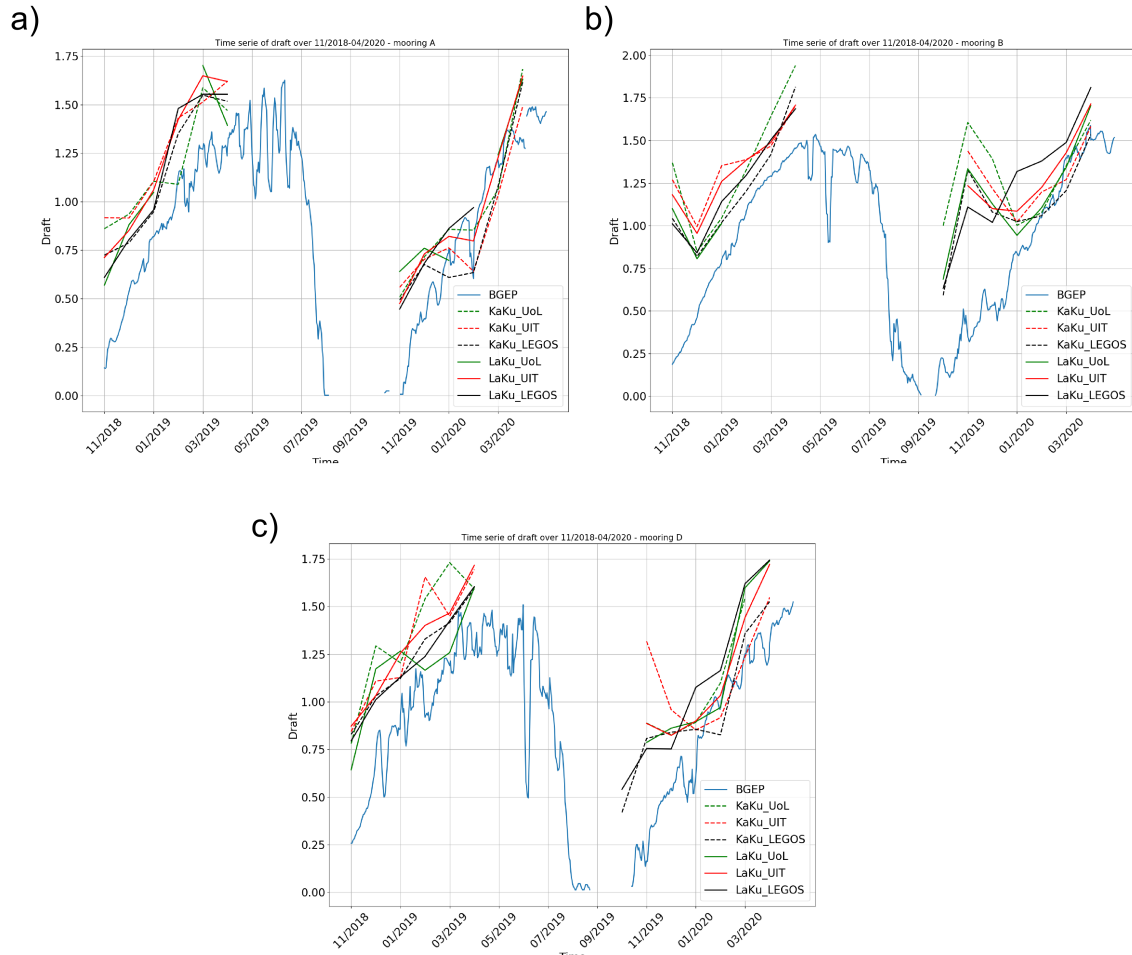 a)
Time serie of draft over 11/2018-04/2020 - mooring A
1.75
1.50
1.25
1.00
0.75
0.50
0.25
0.00
Draft
BGEP
KaKu_UoL
KaKu_UIT
KaKu_LEGOS
LaKu_UoL
LaKu_UIT
LaKu_LEGOS
11/2018
01/2019
03/2019
05/2019
07/2019
09/2019
11/2019
01/2020
03/2020
Time
b)
Time serie of draft over 11/2018-04/2020 - mooring B
2.00
1.75
1.50
1.25
1.00
0.75
0.50
0.25
0.00
Draft
BGEP
KaKu_UoL
KaKu_UIT
KaKu_LEGOS
LaKu_UoL
LaKu_UIT
LaKu_LEGOS
11/2018
01/2019
03/2019
05/2019
07/2019
09/2019
11/2019
01/2020
03/2020
Time
c)
Time serie of draft over 11/2018-04/2020 - mooring D
1.75
1.50
1.25
1.00
0.75
0.50
0.25
0.00
Draft
BGEP
KaKu_UoL
KaKu_UIT
KaKu_LEGOS
LaKu_UoL
LaKu_UIT
LaKu_LEGOS
11/2018
01/2019
03/2019
05/2019
07/2019
09/2019
11/2019
01/2020
03/2020
Time